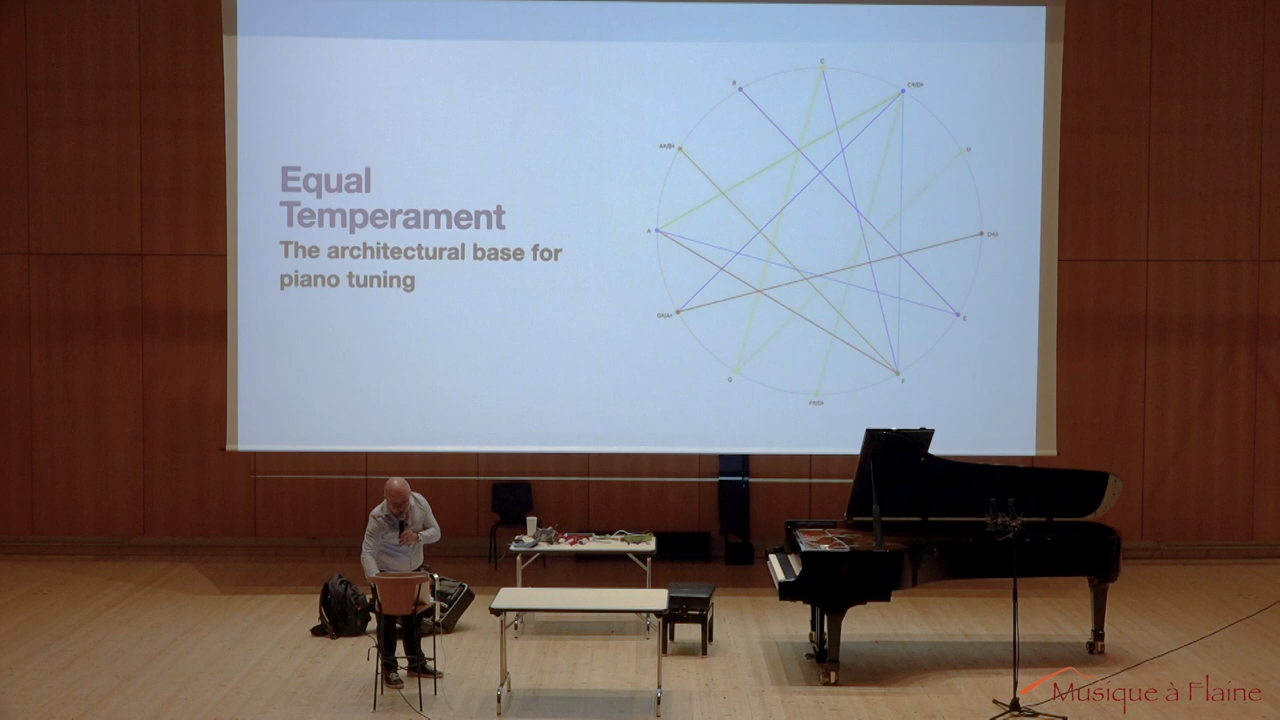 Equal
Temperament
The architectural base for
piano tuning
C
B
D
A
E
G
F
Musique à Flaine